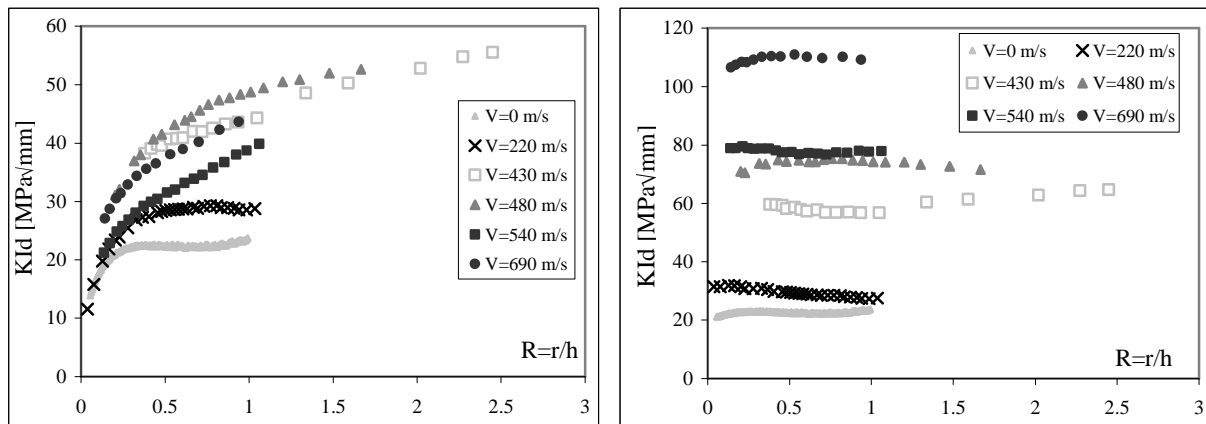 60
50
40
30
20
10
0
KId [MPa√mm]
V=0 m/s
V=220 m/s
V=430 m/s
V=480 m/s
V=540 m/s
V=690 m/s
R=r/h
0 0.5 1 1.5 2 2.5 3
120
100
80
60
40
20
0
KId [MPa√mm]
V=0 m/s V=220 m/s
V=430 m/s V=480 m/s
V=540 m/s V=690 m/s
R=r/h
0 0.5 1 1.5 2 2.5 3